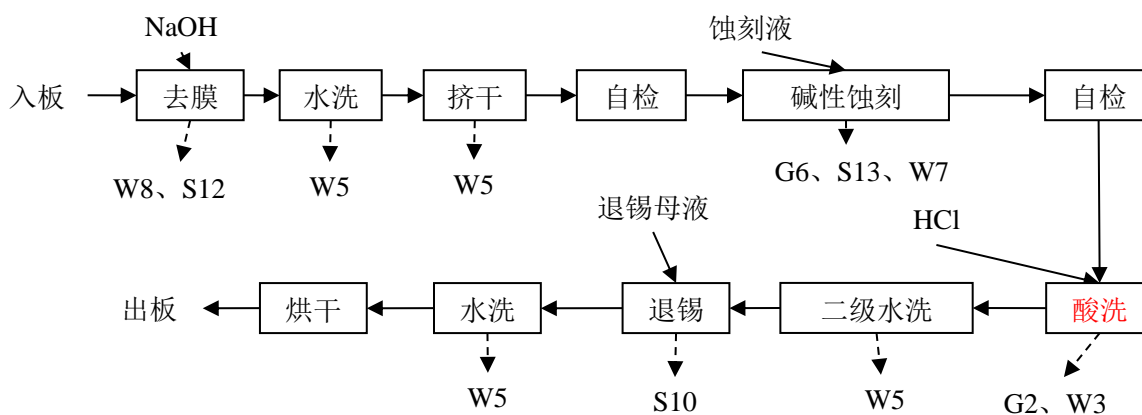 NaOH
蚀刻液
入板
去膜
水洗
挤干
自检
碱性蚀刻
自检
W8、S12
W5
W5
G6、S13、W7
退锡母液
HCl
出板
烘干
水洗
退锡
二级水洗
酸洗
W5
S10
W5
G2、W3